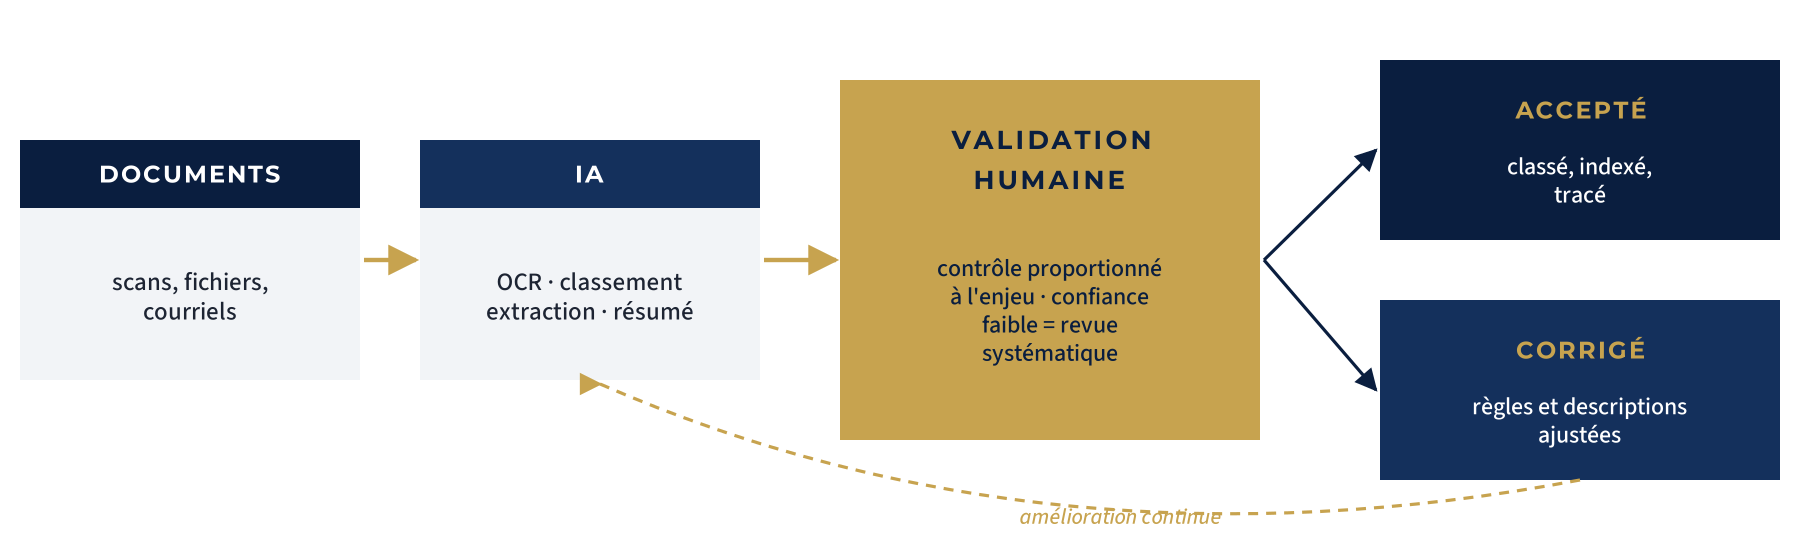 DOCUMENTS
scans, fichiers,
courriels
IA
OCR · classement
extraction · résumé
VALIDATION
HUMAINE
contrôle proportionné
à l'enjeu · confiance
faible = revue
systématique
ACCEPTÉ
classé, indexé,
tracé
CORRIGÉ
règles et descriptions
ajustées
amélioration continue